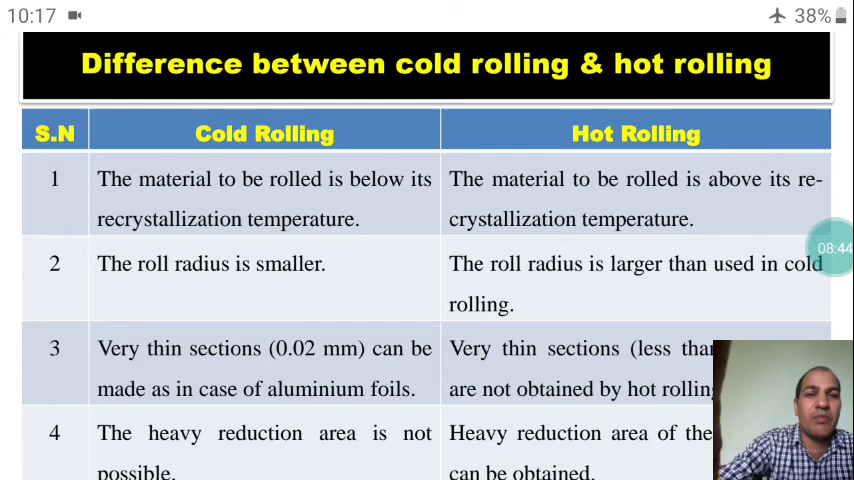 10:17
38%
Difference between cold rolling & hot rolling
S.N Cold Rolling Hot Rolling
1 The material to be rolled is below its The material to be rolled is above its re-
recrystallization temperature. crystallization temperature.
2 The roll radius is smaller. The roll radius is larger than used in cold
rolling.
08:44
3 Very thin sections (0.02 mm) can be Very thin sections (less
made as in case of aluminium foils. are not obtained by hot rolling
4 The heavy reduction area is not Heavy reduction area of the
possible. can be obtained.